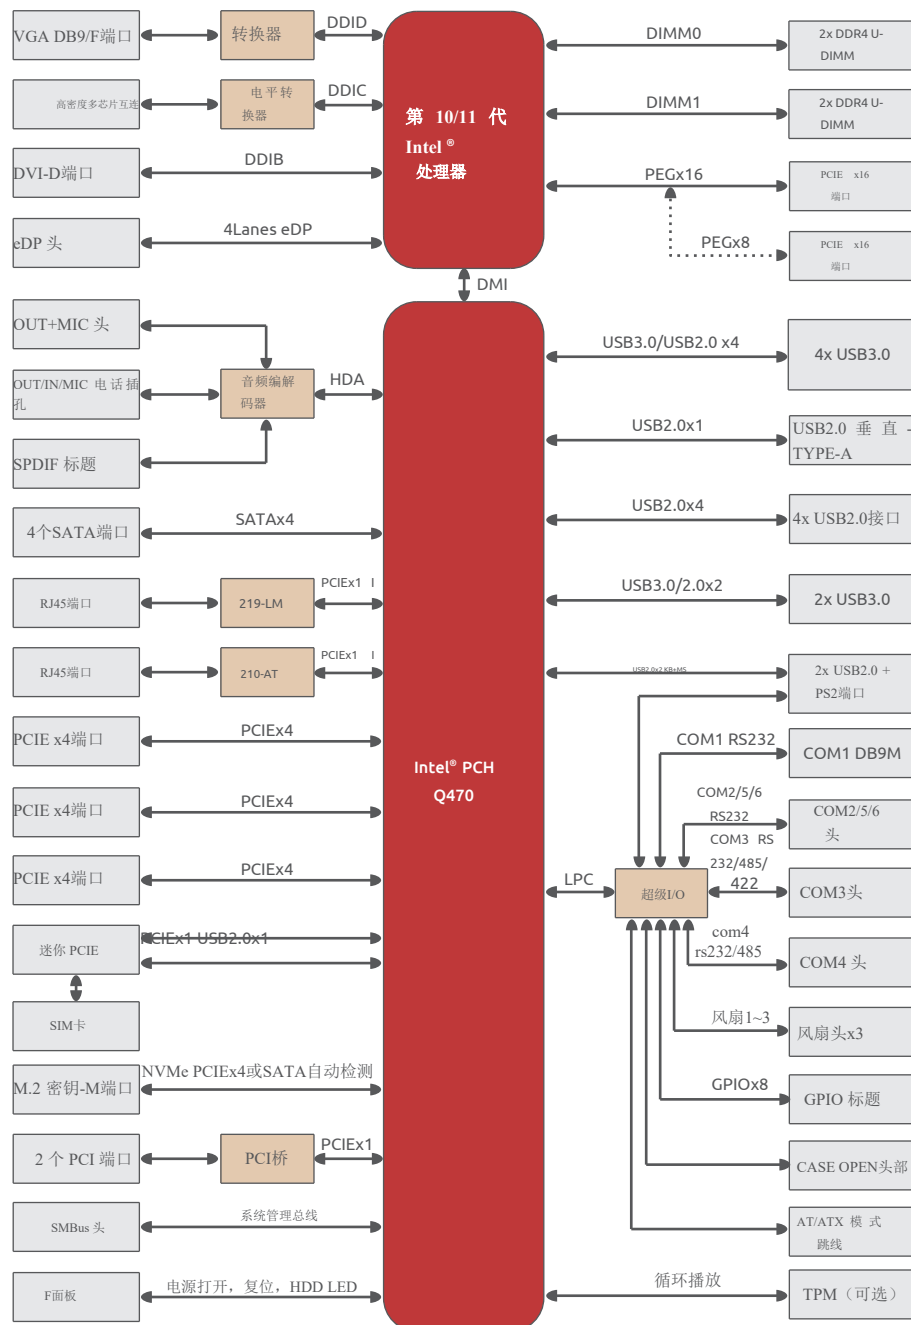 VGA DB9/F端口
转换器
DDID
高密度多芯片互连
电 平 转
换器
DDIC
DVI-D端口
DDIB
eDP 头
4Lanes eDP
第 10/11 代
Intel ®
处理器
DIMM0
2x DDR4 U-
DIMM
DIMM1
2x DDR4 U-
DIMM
PEGx16
PCIE x16
端口
PEGx8
PCIE x16
端口
DMI
OUT+MIC 头
OUT/IN/MIC 电 话 插
孔
音频编解
码器
HDA
SPDIF 标题
4个SATA端口
SATAx4
RJ45端口
219-LM
PCIEx1 I
RJ45端口
210-AT
PCIEx1 I
PCIE x4端口
PCIEx4
PCIE x4端口
PCIEx4
PCIE x4端口
PCIEx4
迷你 PCIE
PCIEx1 USB2.0x1
SIM卡
M.2 密钥-M端口
NVMe PCIEx4或SATA自动检测
2 个 PCI 端口
PCI桥
PCIEx1
SMBus 头
系统管理总线
F面板
电源打开，复位，HDD LED
Intel® PCH
Q470
USB3.0/USB2.0 x4
4x USB3.0
USB2.0x1
USB2.0 垂 直 -
TYPE-A
USB2.0x4
4x USB2.0接口
USB3.0/2.0x2
2x USB3.0
USB2.0x2 KB+MS
2x USB2.0 +
PS2端口
COM1 RS232
COM1 DB9M
COM2/5/6
RS232
COM2/5/6
头
COM3 RS
232/485/
422
COM3头
LPC
超级I/O
com4
rs232/485
COM4 头
风扇1~3
风扇头x3
GPIOx8
GPIO 标题
CASE OPEN头部
AT/ATX 模 式
跳线
循环播放
TPM（可选）